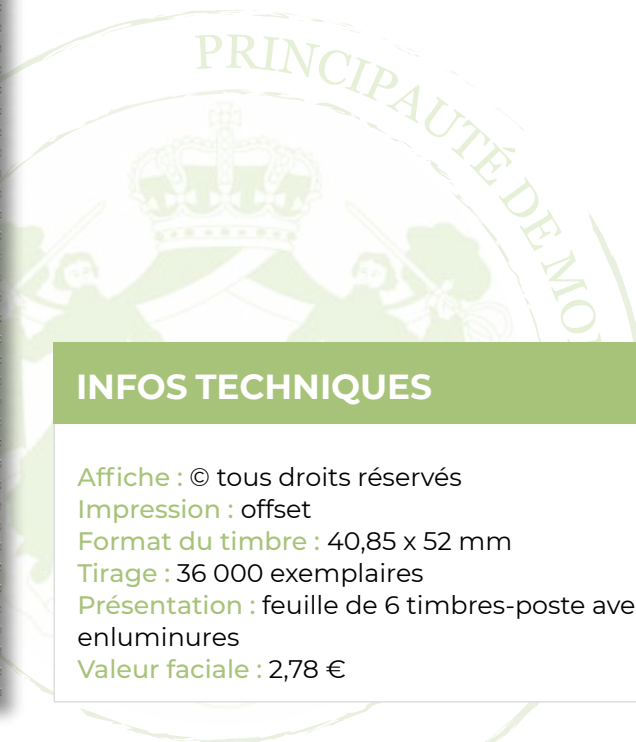 PRINCIPAUTÉ DE MO
INFOS TECHNIQUES
Affiche : © tous droits réservés
Impression : offset
Format du timbre : 40,85 x 52 mm
Tirage : 36 000 exemplaires
Présentation : feuille de 6 timbres-poste ave
enluminures
Valeur faciale : 2,78 €